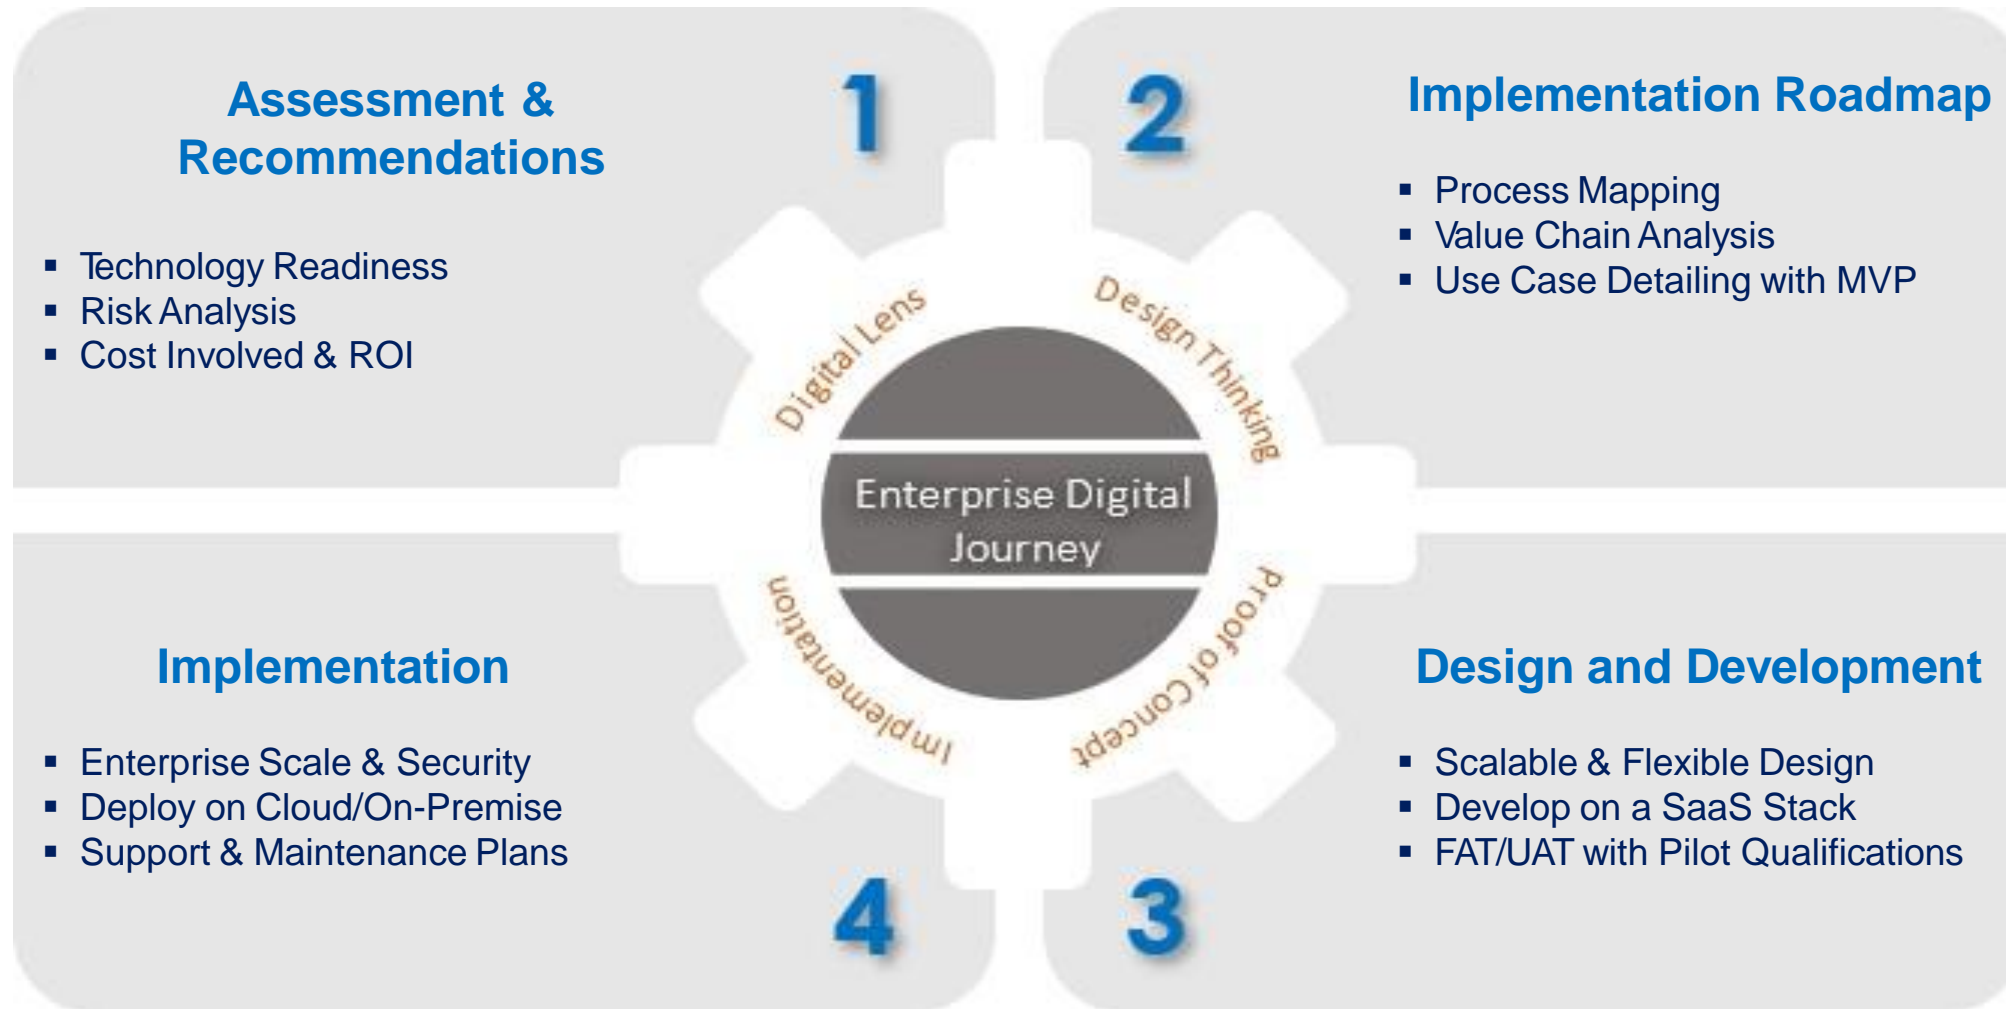 Assessment &
Recommendations
▪ Technology Readiness
▪ Risk Analysis
▪ Cost Involved & ROI
1
2
Implementation Roadmap
▪ Process Mapping
▪ Value Chain Analysis
▪ Use Case Detailing with MVP
Digital Lens
Design Thinking
Enterprise Digital
Journey
Implementation
Proof of Concept
Implementation
▪ Enterprise Scale & Security
▪ Deploy on Cloud/On-Premise
▪ Support & Maintenance Plans
4
3
Design and Development
▪ Scalable & Flexible Design
▪ Develop on a SaaS Stack
▪ FAT/UAT with Pilot Qualifications